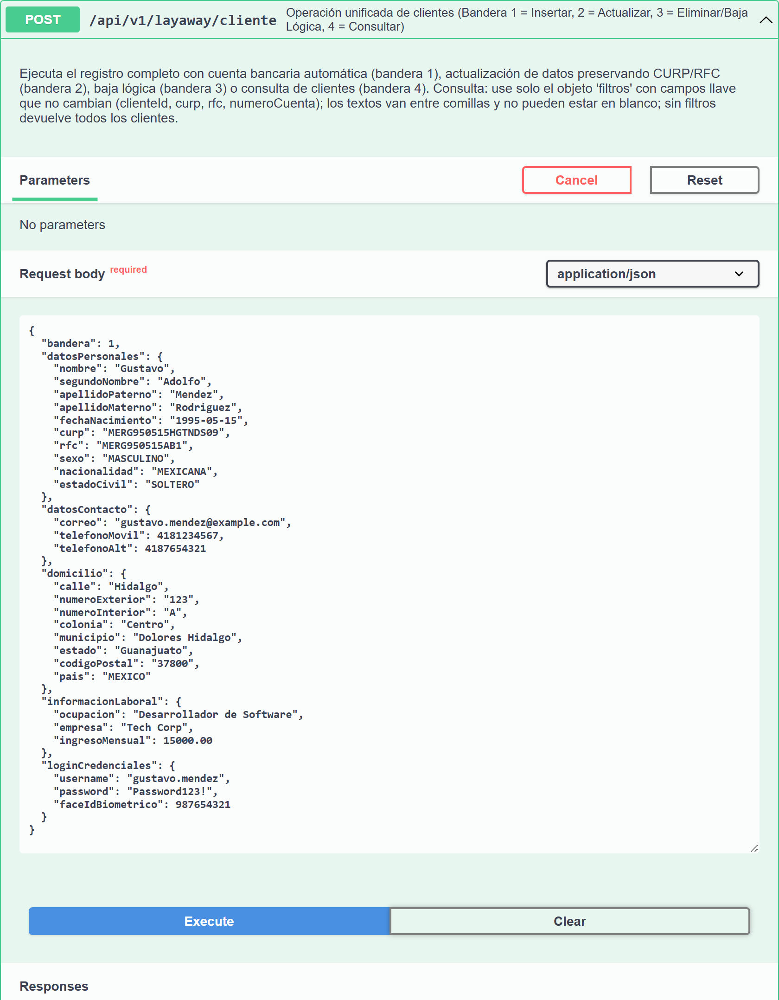 POST /api/v1/layaway/cliente Operación unificada de clientes (Bandera 1 = Insertar, 2 = Actualizar, 3 = Eliminar/Baja
Lógica, 4 = Consultar)
Ejecuta el registro completo con cuenta bancaria automática (bandera 1), actualización de datos preservando CURP/RFC
(bandera 2), baja lógica (bandera 3) o consulta de clientes (bandera 4). Consulta: use solo el objeto 'filtros' con campos llave
que no cambian (clienteId, curp, rfc, numeroCuenta); los textos van entre comillas y no pueden estar en blanco; sin filtros
devuelve todos los clientes.
Parameters
Cancel
Reset
No parameters
Request body required
application/json
{
  "bandera": 1,
  "datosPersonales": {
    "nombre": "Gustavo",
    "segundoNombre": "Adolfo",
    "apellidoPaterno": "Mendez",
    "apellidoMaterno": "Rodriguez",
    "fechaNacimiento": "1995-05-15",
    "curp": "MERG950515HGTNDS09",
    "rfc": "MERG950515AB1",
    "sexo": "MASCULINO",
    "nacionalidad": "MEXICANA",
    "estadoCivil": "SOLTERO"
  },
  "datosContacto": {
    "correo": "gustavo.mendez@example.com",
    "telefonoMovil": 4181234567,
    "telefonoAlt": 4187654321
  },
  "domicilio": {
    "calle": "Hidalgo",
    "numeroExterior": "123",
    "numeroInterior": "A",
    "colonia": "Centro",
    "municipio": "Dolores Hidalgo",
    "estado": "Guanajuato",
    "codigoPostal": "37800",
    "pais": "MEXICO"
  },
  "informacionLaboral": {
    "ocupacion": "Desarrollador de Software",
    "empresa": "Tech Corp",
    "ingresoMensual": 15000.00
  },
  "loginCredenciales": {
    "username": "gustavo.mendez",
    "password": "Password123!",
    "faceIdBiometrico": 987654321
  }
}
Execute
Clear
Responses